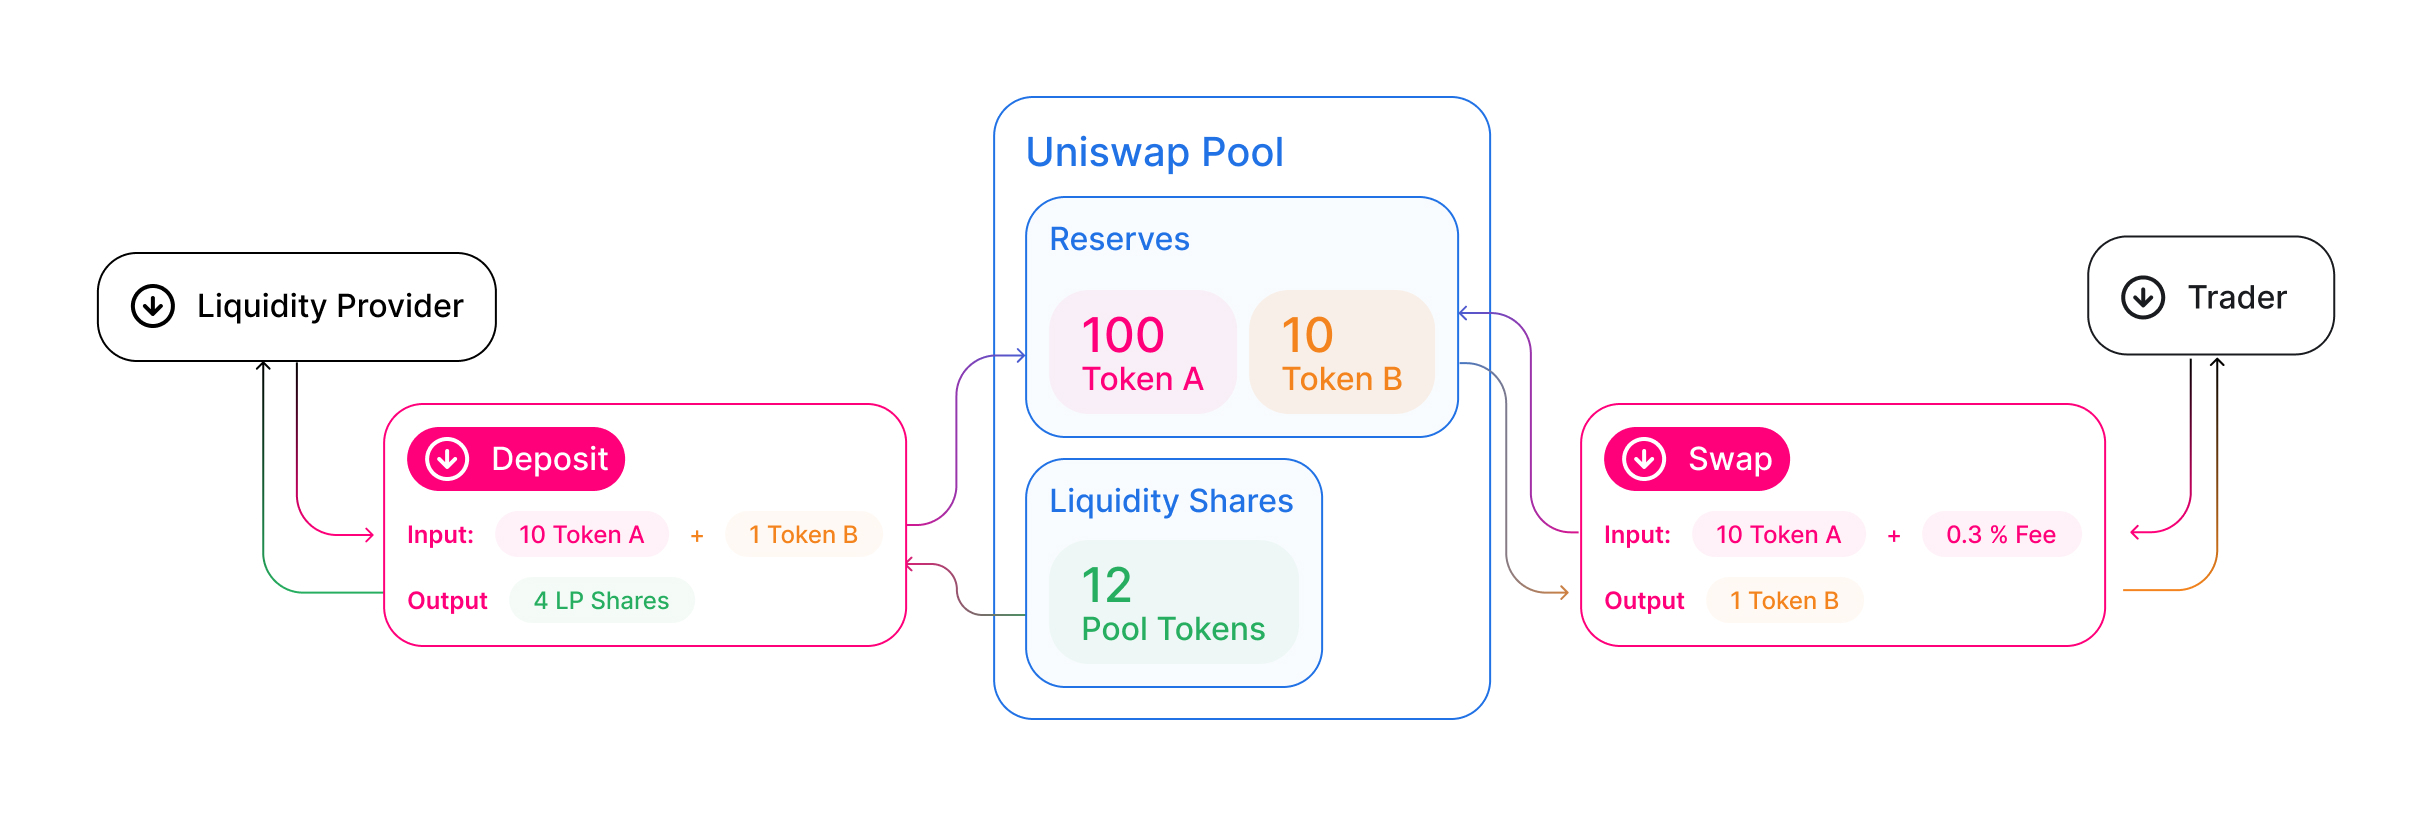 Liquidity Provider
Deposit
Input: 10 Token A + 1 Token B
Output 4 LP Shares
Uniswap Pool
Reserves
100
Token A
10
Token B
Liquidity Shares
12
Pool Tokens
Trader
Swap
Input: 10 Token A + 0.3 % Fee
Output 1 Token B